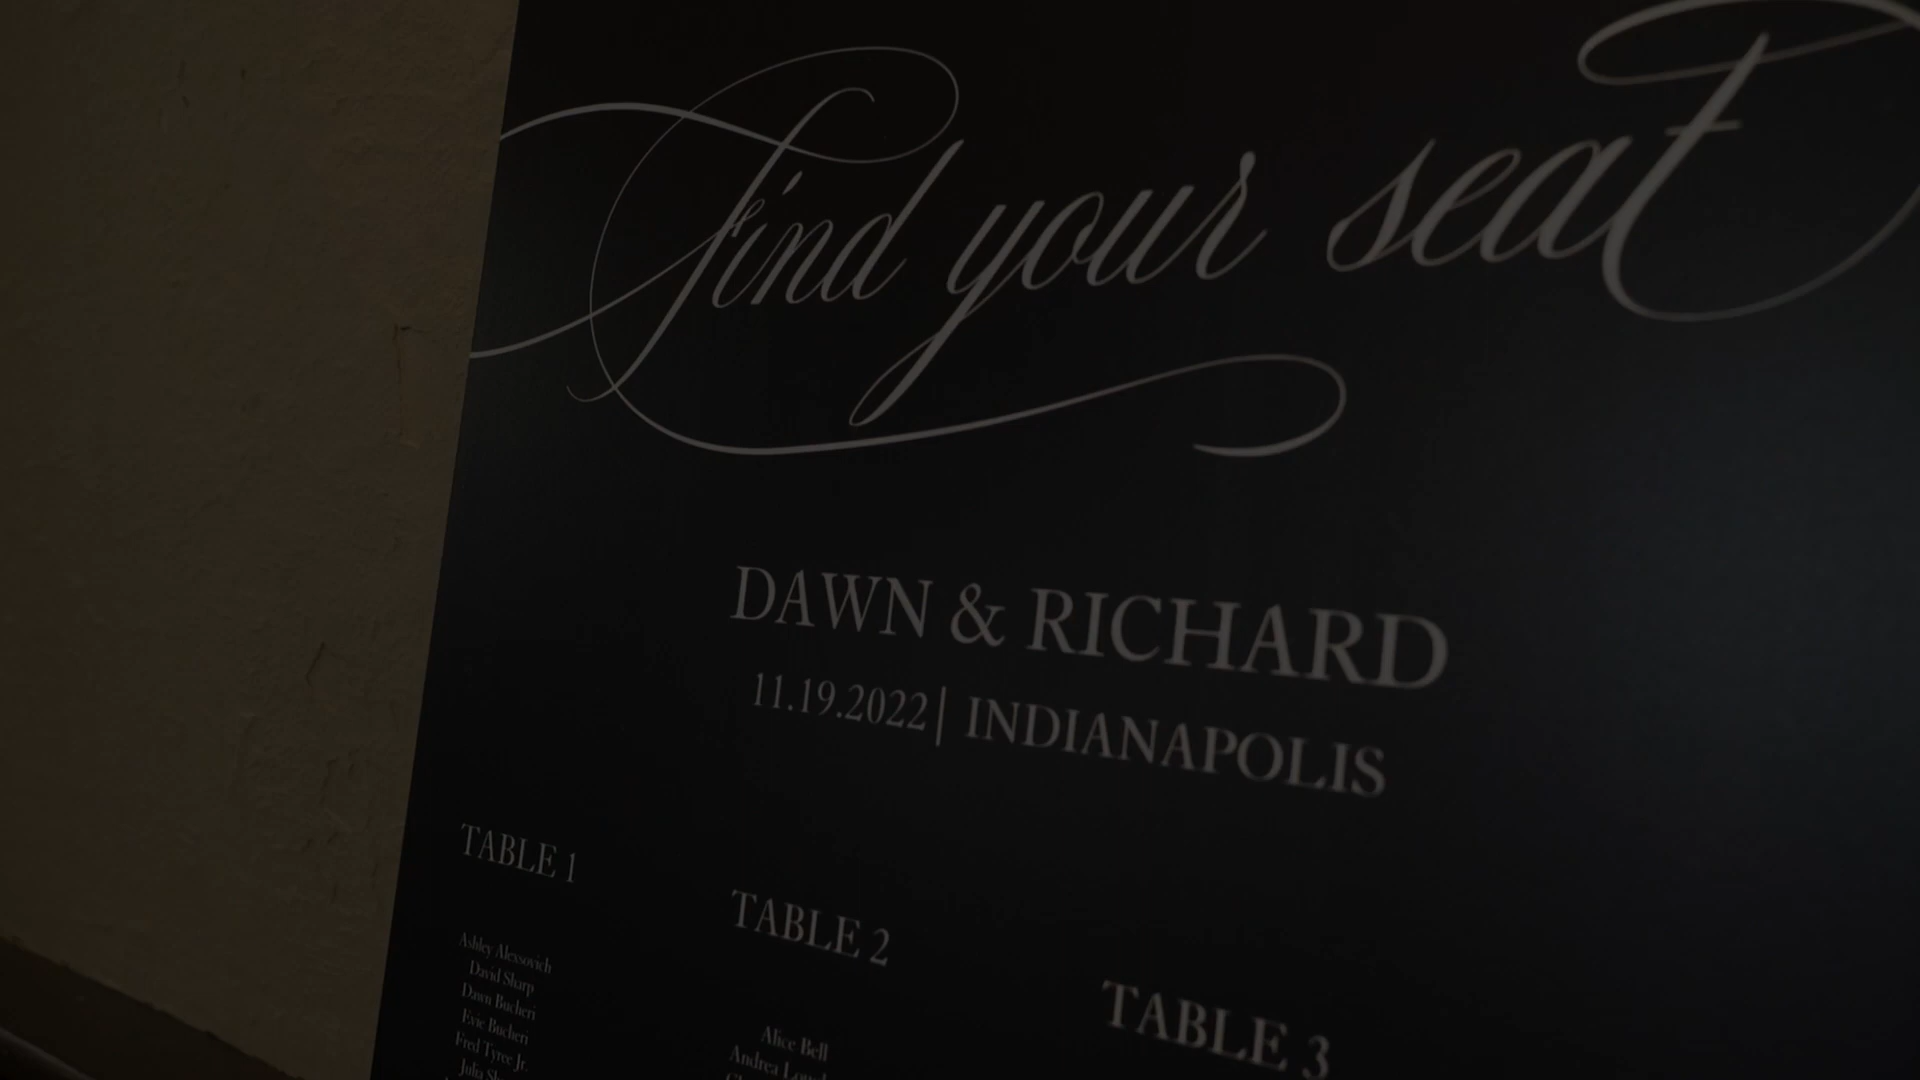 find your seat
DAWN & RICHARD
11.19.2022 | INDIANAPOLIS
TABLE 1
Ashley Alexsovich
David Sharp
Dawn Bucheri
Evie Bucheri
Fred Tyree Jr.
Julia
TABLE 2
Alice Bell
Andrea
TABLE 3